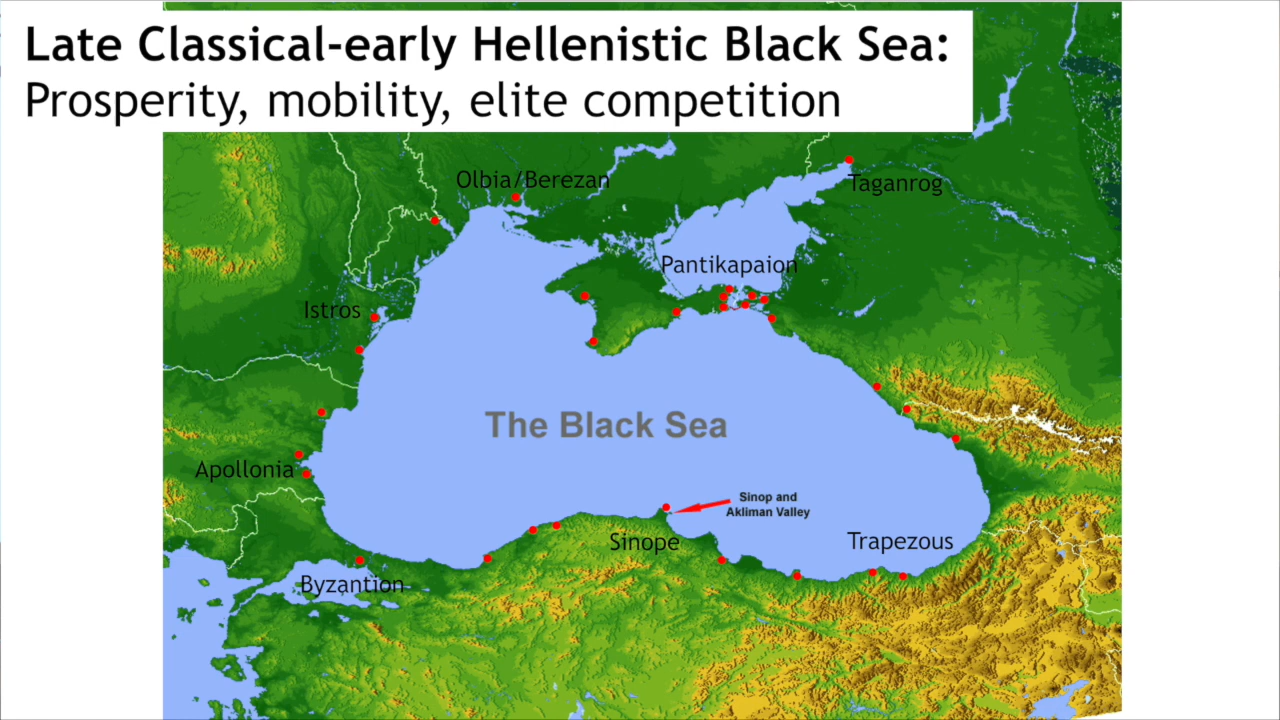 Late Classical-early Hellenistic Black Sea:
Prosperity, mobility, elite competition
Olbia/Berezan
Taganrog
Pantikapaion
Istros
The Black Sea
Apollonia
Sinop and
Akliman Valley
Sinope
Trapezous
Byzantion